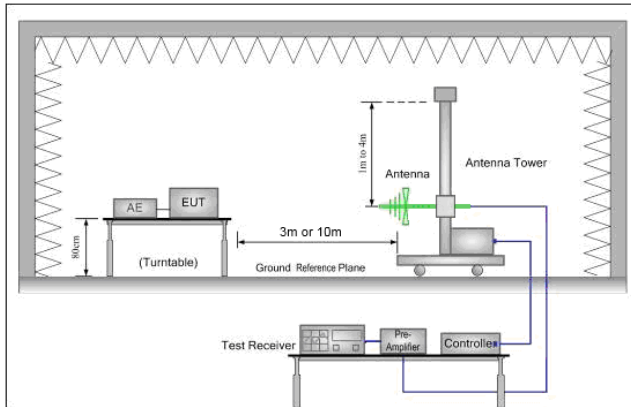 1m to 4m
Antenna
Antenna Tower
AE
EUT
80cm
(Turntable)
3m or 10m
Ground Reference Plane
Test Receiver
Pre-
Amplifier
Controller